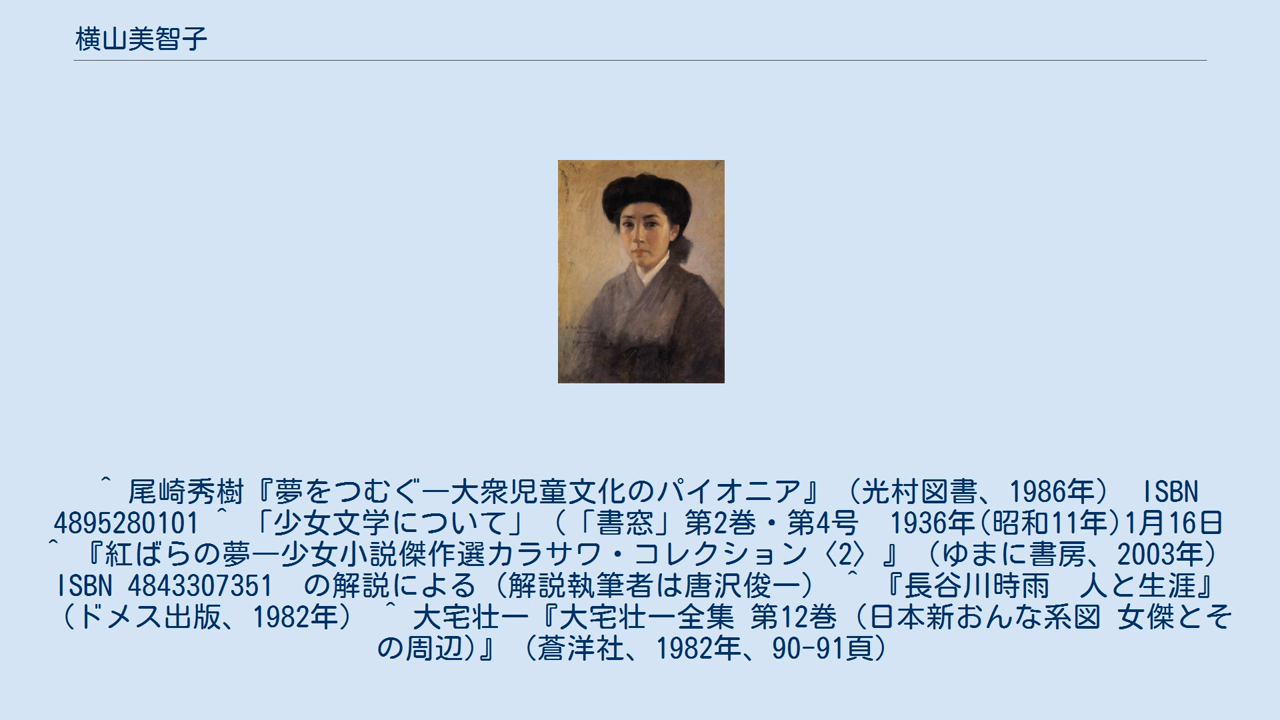 横山美智子
^ 尾崎秀樹『夢をつむぐ―大衆児童文化のパイオニア』（光村図書、1986年） ISBN
4895280101 ^ 「少女文学について」（「書窓」第2巻・第4号　1936年(昭和11年)1月16日
^ 『紅ばらの夢―少女小説傑作選カラサワ・コレクション〈2〉』（ゆまに書房、2003年）
ISBN 4843307351　の解説による（解説執筆者は唐沢俊一） ^ 『長谷川時雨　人と生涯』
（ドメス出版、1982年） ^ 大宅壮一『大宅壮一全集 第12巻（日本新おんな系図 女傑とそ
の周辺)』（蒼洋社、1982年、90-91頁）